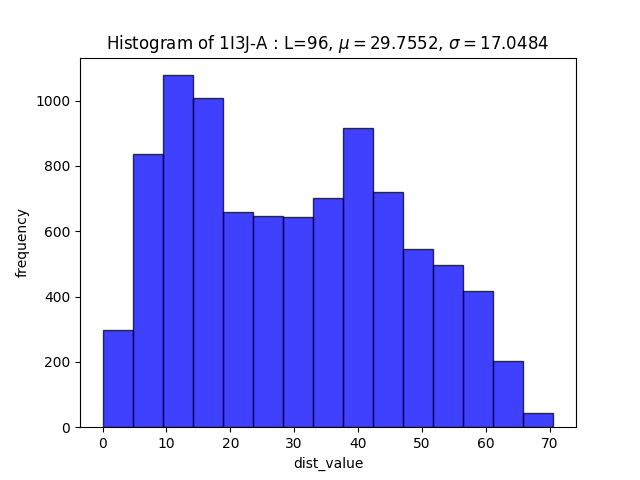 Histogram of 1I3J-A : L=96, μ = 29.7552, σ = 17.0484
frequency
1000
800
600
400
200
0
0 10 20 30 40 50 60 70
dist_value